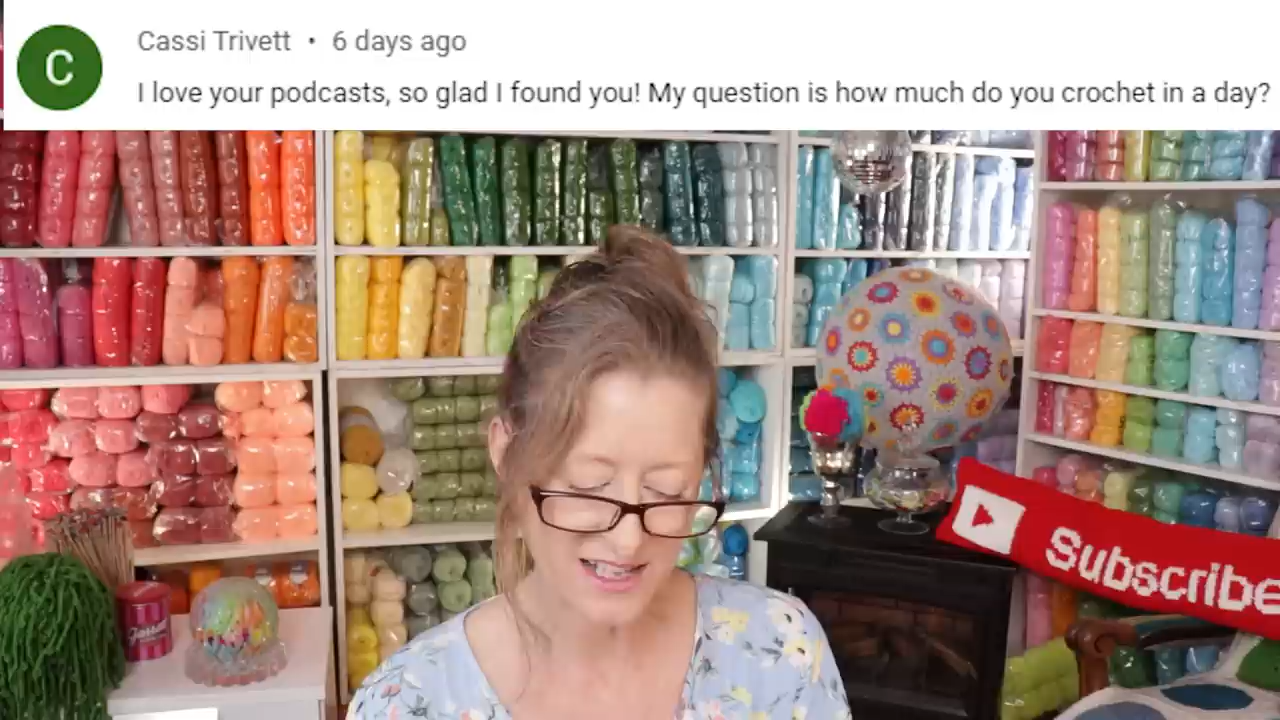 C
Cassi Trivett • 6 days ago
I love your podcasts, so glad I found you! My question is how much do you crochet in a day?
Subscribe